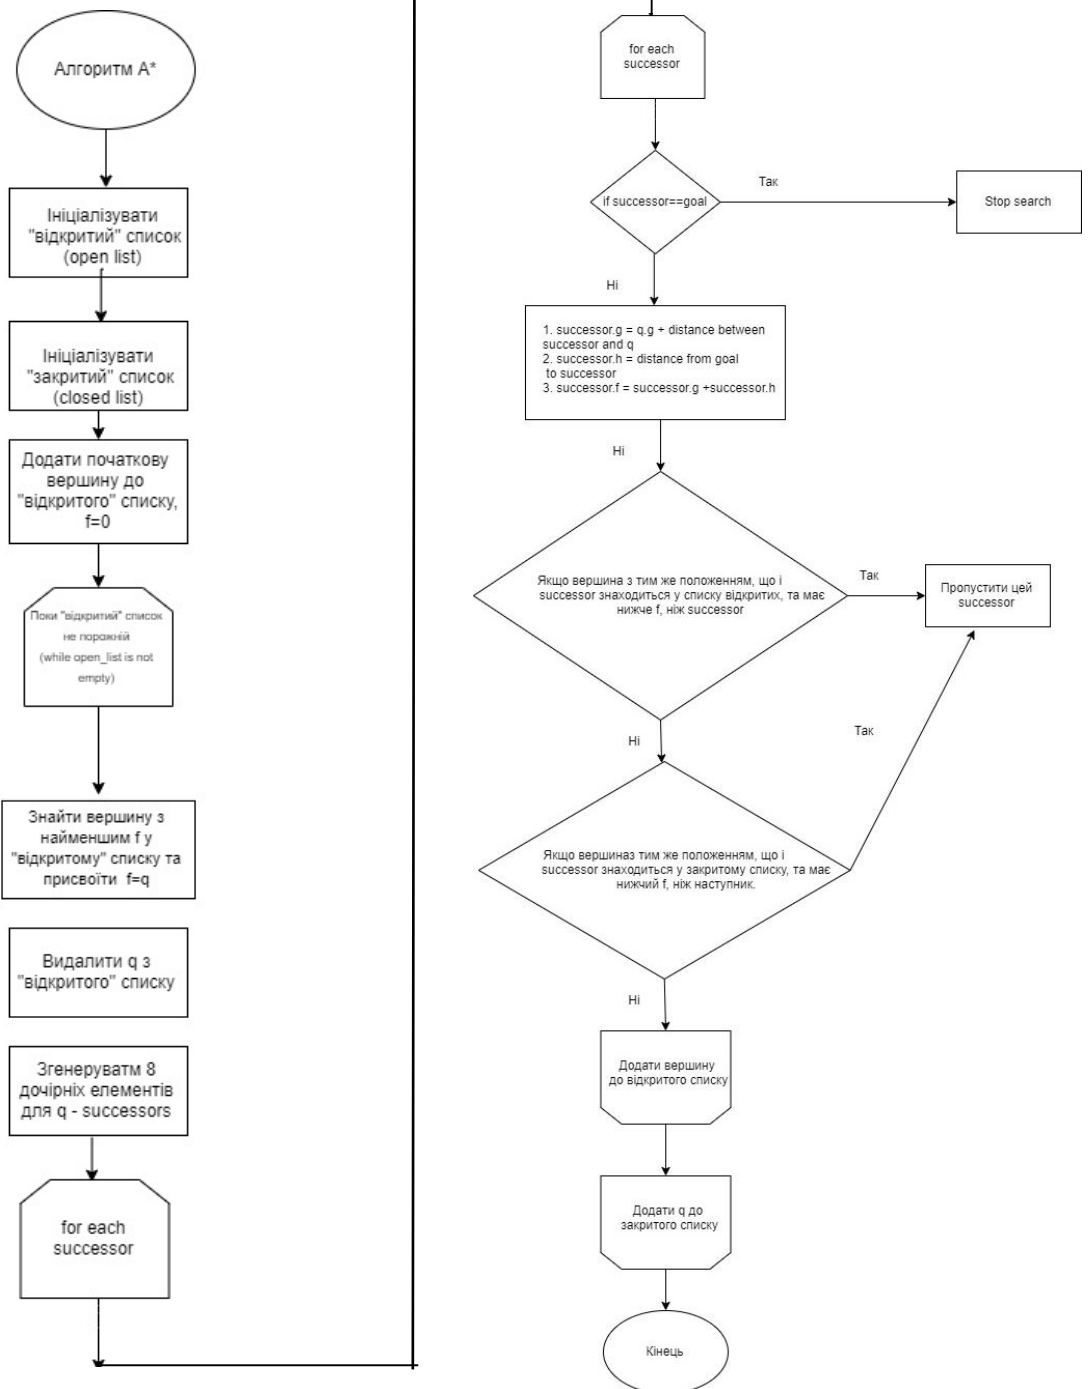 Алгоритм A*
Ініціалізувати
"відкритий" список
(open list)
Ініціалізувати
"закритий" список
(closed list)
Додати початкову
вершину до
"відкритого" списку,
f=0
Поки "відкритий" список
не порожній
(while open_list is not
empty)
Знайти вершину з
найменшим f у
"відкритому" списку та
присвоїти f=q
Видалити q з
"відкритого" списку
Згенеруватм 8
дочірніх елементів
для q - successors
for each
successor
for each
successor
if successor==goal
Так
Stop search
Ні
1. successor.g = q.g + distance between
successor and q
2. successor.h = distance from goal
to successor
3. successor.f = successor.g +successor.h
Ні
Якщо вершина з тим же положенням, що і
successor знаходиться у списку відкритих, та має
нижче f, ніж successor
Так
Пропустити цей
successor
Ні
Так
Якщо вершиназ тим же положенням, що і
successor знаходиться у закритому списку, та має
нижчий f, ніж наступник.
Ні
Додати вершину
до відкритого списку
Додати q до
закритого списку
Кінець